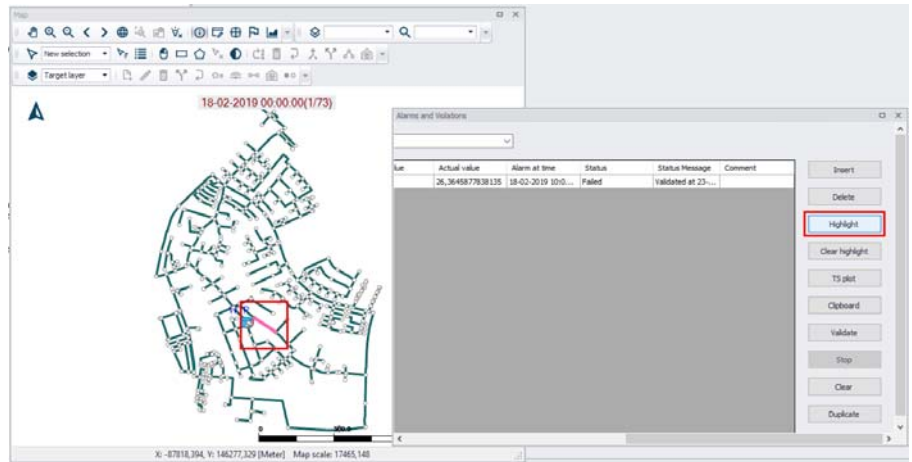 Map
New selection
Target layer
18-02-2019 00:00:00(1/73)
0
X: -87818,394, Y: 146277,329 [Meter] Map scale: 17465,148
Alarms and Violations
lue Actual value Alarm at time Status Status Message Comment
26,3645877838135 18-02-2019 10:0... Failed Validated at 23-...
Insert
Delete
Highlight
Clear highlight
TS plot
Clipboard
Validate
Stop
Clear
Duplicate